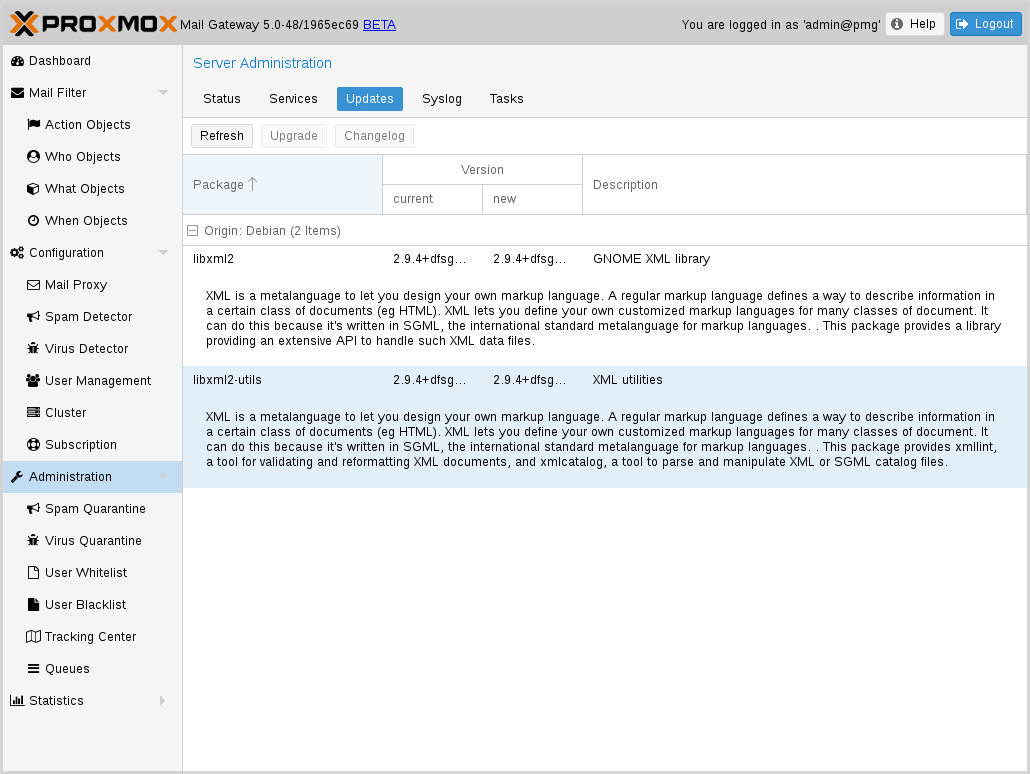 PROXMOX Mail Gateway 5.0-48/1965ec69 BETA You are logged in as 'admin@pmg' Help Logout
Dashboard
Mail Filter
Action Objects
Who Objects
What Objects
When Objects
Configuration
Mail Proxy
Spam Detector
Virus Detector
User Management
Cluster
Subscription
Administration
Spam Quarantine
Virus Quarantine
User Whitelist
User Blacklist
Tracking Center
Queues
Statistics
Server Administration
Status Services Updates Syslog Tasks
Refresh Upgrade Changelog
Package Version Description
current new
Origin: Debian (2 Items)
libxml2 2.9.4+dfsg... 2.9.4+dfsg... GNOME XML library
XML is a metalanguage to let you design your own markup language. A regular markup language defines a way to describe information in
a certain class of documents (eg HTML). XML lets you define your own customized markup languages for many classes of document. It
can do this because it's written in SGML, the international standard metalanguage for markup languages. . This package provides a library
providing an extensive API to handle such XML data files.
libxml2-utils 2.9.4+dfsg... 2.9.4+dfsg... XML utilities
XML is a metalanguage to let you design your own markup language. A regular markup language defines a way to describe information in
a certain class of documents (eg HTML). XML lets you define your own customized markup languages for many classes of document. It
can do this because it's written in SGML, the international standard metalanguage for markup languages. . This package provides xmllint,
a tool for validating and reformatting XML documents, and xmlcatalog, a tool to parse and manipulate XML or SGML catalog files.